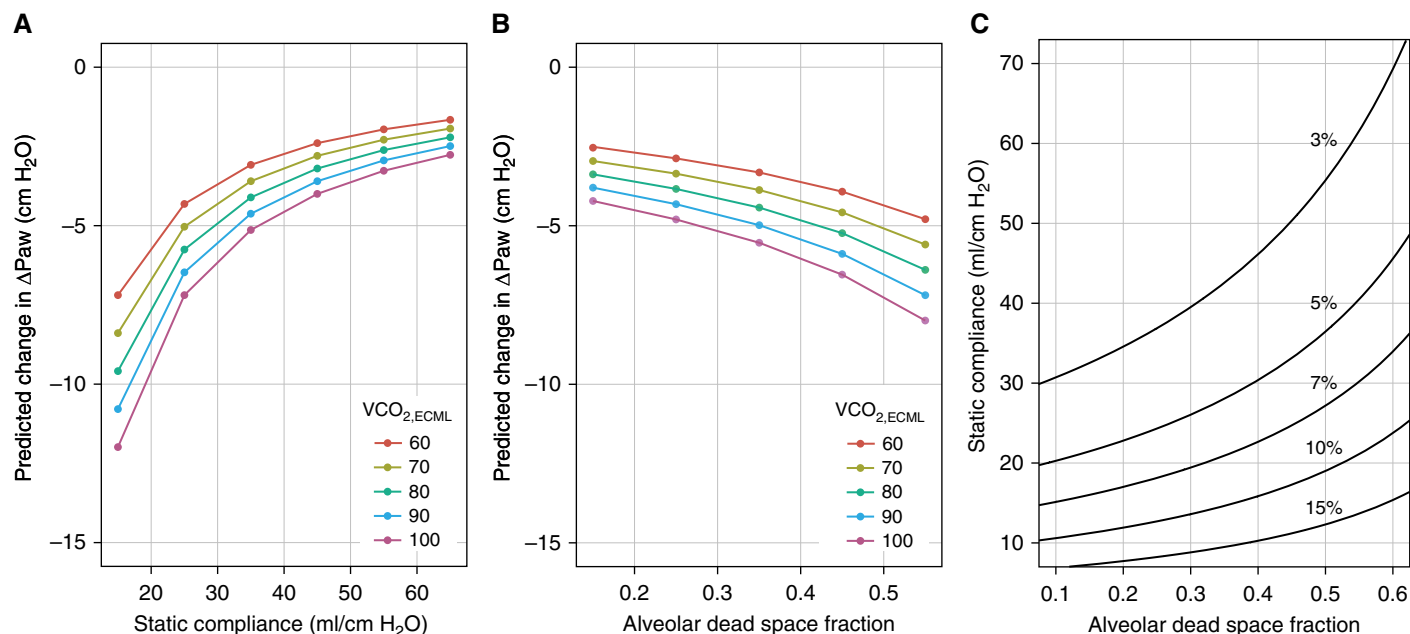 A
Predicted change in ΔPaw (cm H₂O)
0
–5
–10
–15
20 30 40 50 60
Static compliance (ml/cm H₂O)
VCO₂,ECML
60
70
80
90
100
B
Predicted change in ΔPaw (cm H₂O)
0
–5
–10
–15
0.2 0.3 0.4 0.5
Alveolar dead space fraction
VCO₂,ECML
60
70
80
90
100
C
Static compliance (ml/cm H₂O)
70
60
50
40
30
20
10
3%
5%
7%
10%
15%
0.1 0.2 0.3 0.4 0.5 0.6
Alveolar dead space fraction